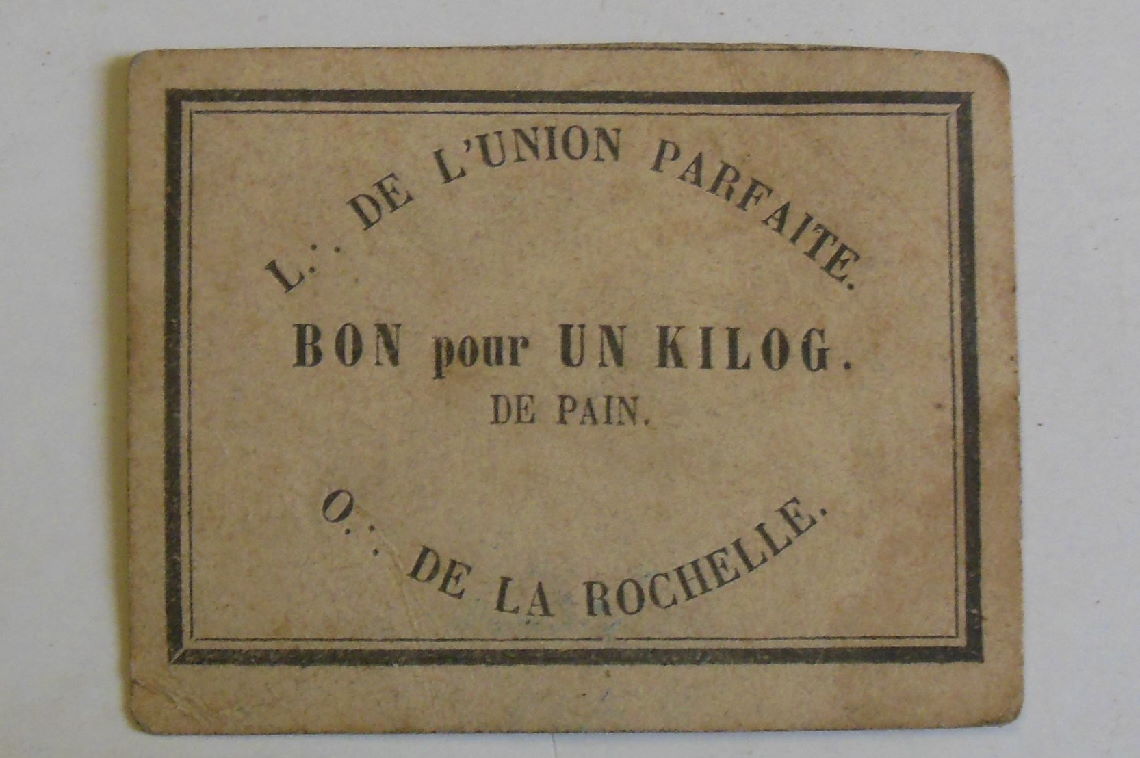 L∴ DE L'UNION PARFAITE.
BON pour UN KILOG.
DE PAIN.
O∴ DE LA ROCHELLE.